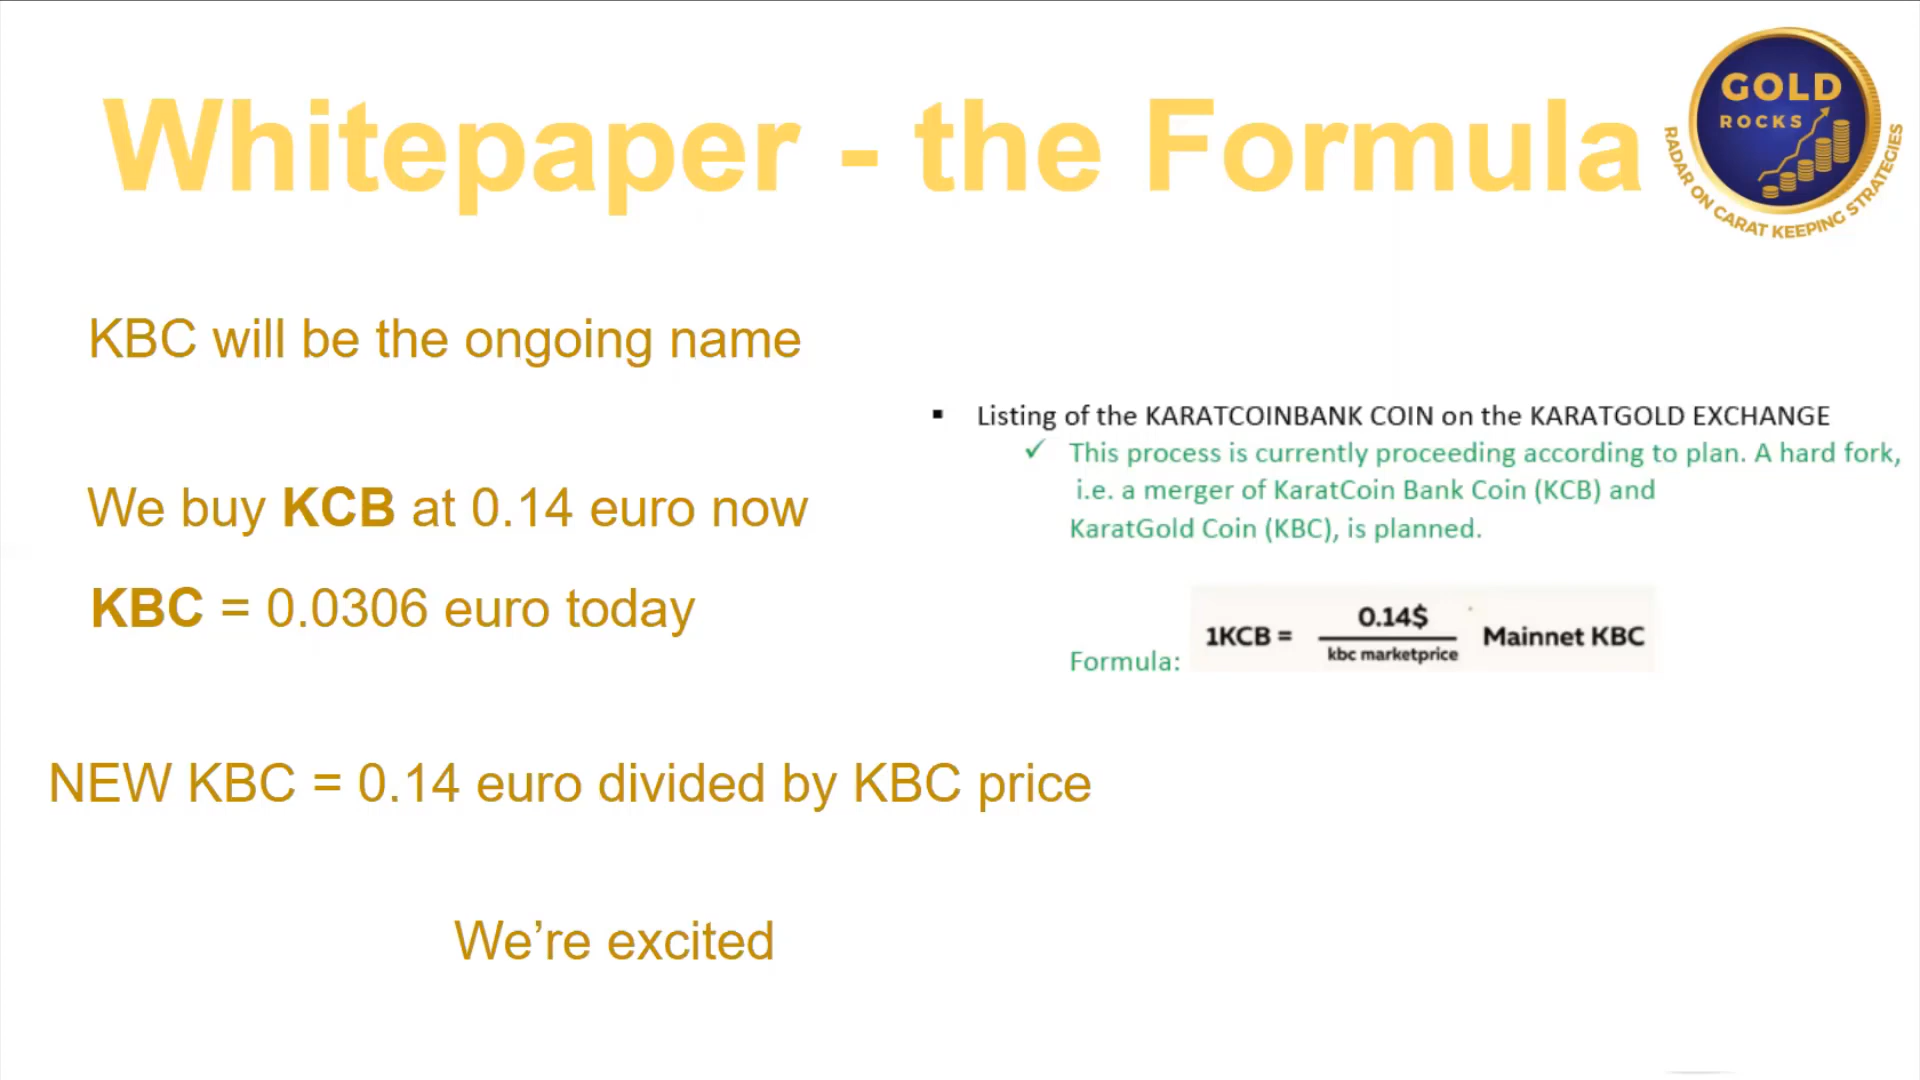 Whitepaper - the Formula
GOLD
ROCKS
RADAR ON CARAT KEEPING STRATEGIES
KBC will be the ongoing name
▪ Listing of the KARATCOINBANK COIN on the KARATGOLD EXCHANGE
✓ This process is currently proceeding according to plan. A hard fork,
i.e. a merger of KaratCoin Bank Coin (KCB) and
KaratGold Coin (KBC), is planned.
We buy KCB at 0.14 euro now
KBC = 0.0306 euro today
Formula: 1KCB = 0.14$ / kbc marketprice Mainnet KBC
NEW KBC = 0.14 euro divided by KBC price
We’re excited